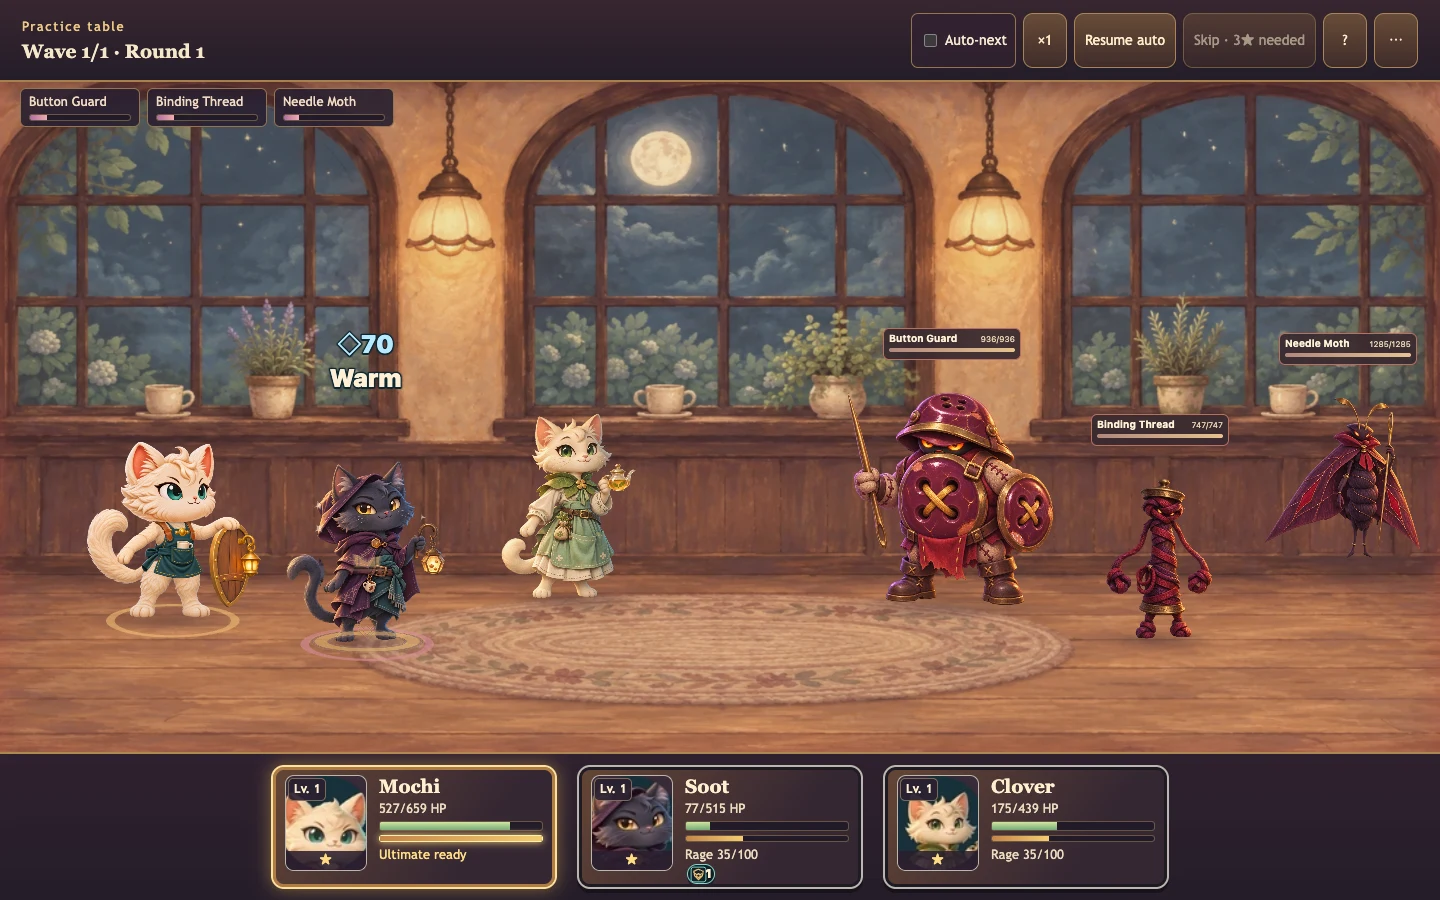 Practice table
Wave 1/1 · Round 1
Auto-next
×1
Resume auto
Skip · 3★ needed
?
···
Button Guard
Binding Thread
Needle Moth
◇70
Warm
Button Guard 936/936
Needle Moth 1285/1285
Binding Thread 747/747
Lv. 1
Mochi
527/659 HP
Ultimate ready
Lv. 1
Soot
77/515 HP
Rage 35/100
1
Lv. 1
Clover
175/439 HP
Rage 35/100